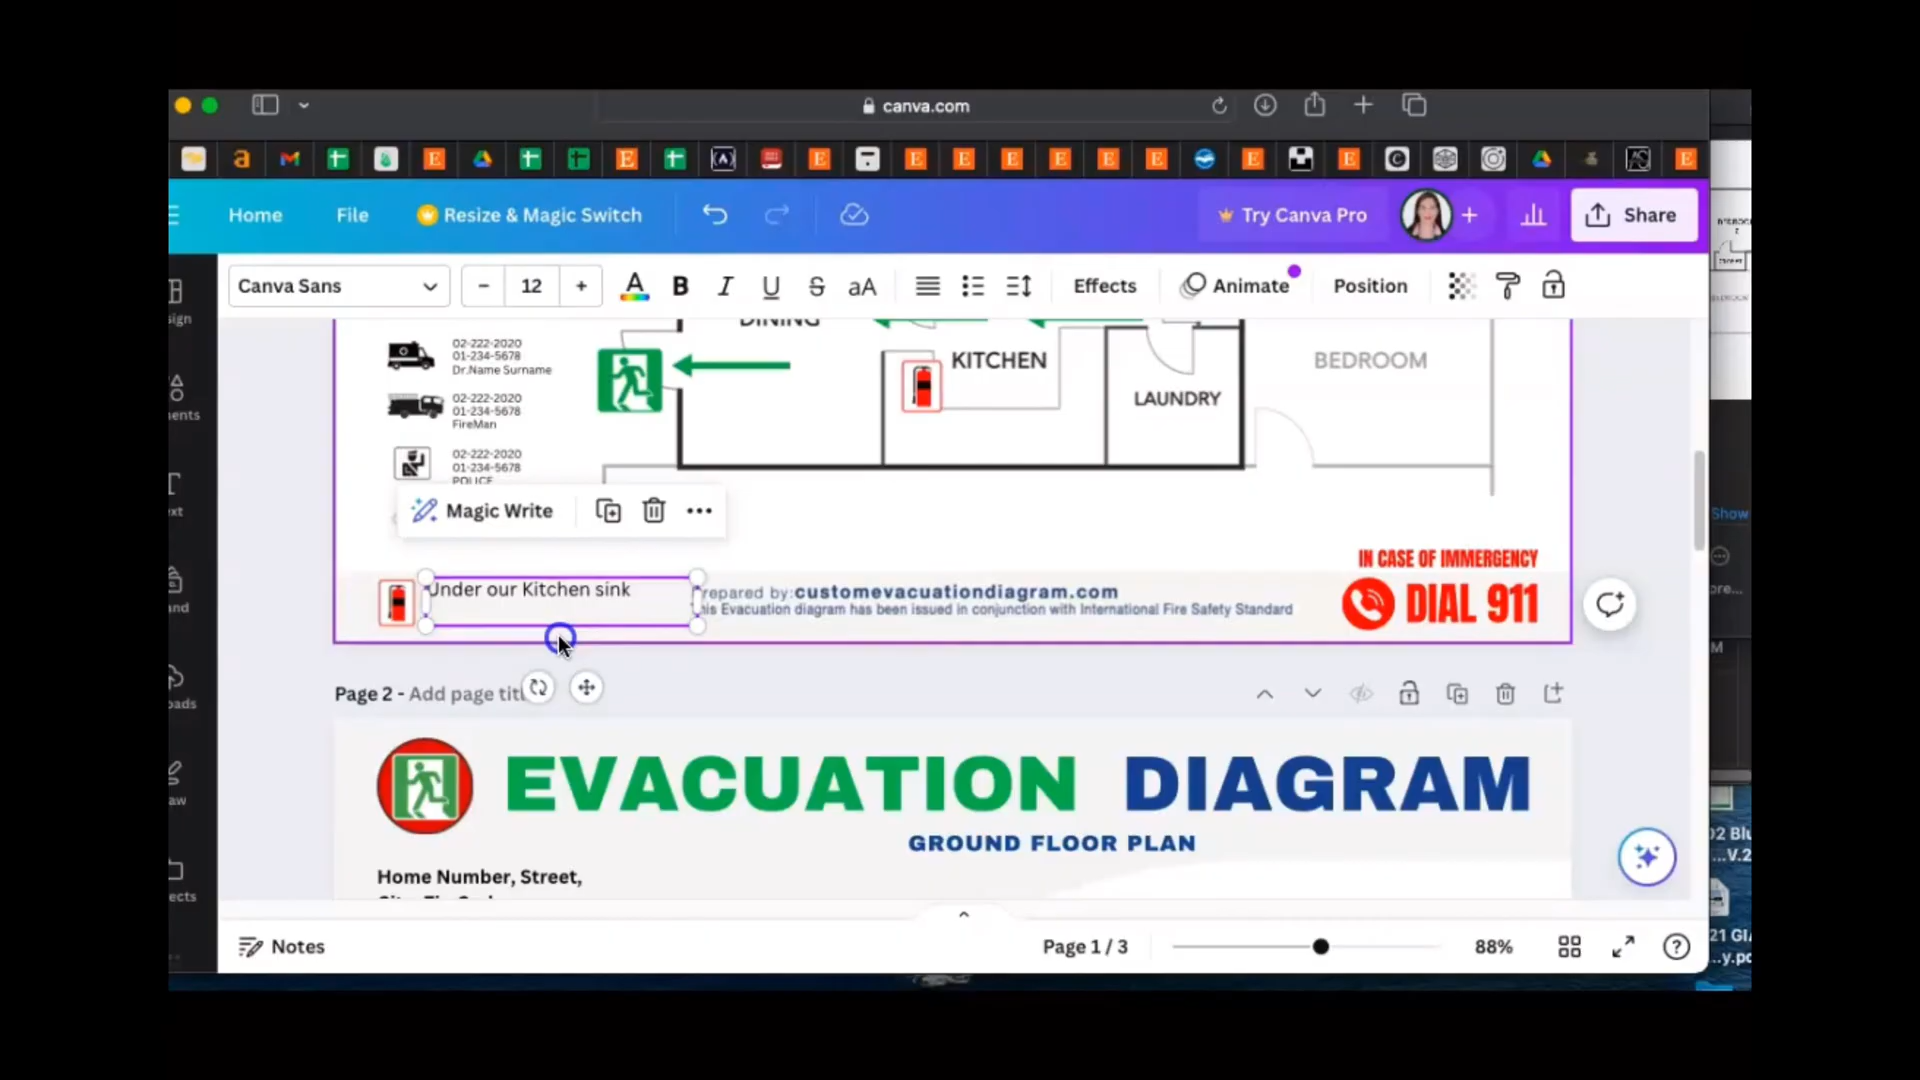 canva.com
Home
File
Resize & Magic Switch
Try Canva Pro
Share
Canva Sans
12
B
I
U
S
aA
Effects
Animate
Position
DINING
02-222-2020
01-234-5678
Dr.Name Surname
KITCHEN
BEDROOM
LAUNDRY
02-222-2020
01-234-5678
FireMan
02-222-2020
01-234-5678
POLICE
Magic Write
Show
IN CASE OF IMMERGENCY
DIAL 911
Under our Kitchen sink
repared by:customevacuationdiagram.com
his Evacuation diagram has been issued in conjunction with International Fire Safety Standard
Page 2 - Add page titl
EVACUATION DIAGRAM
GROUND FLOOR PLAN
Home Number, Street,
Notes
Page 1 / 3
88%